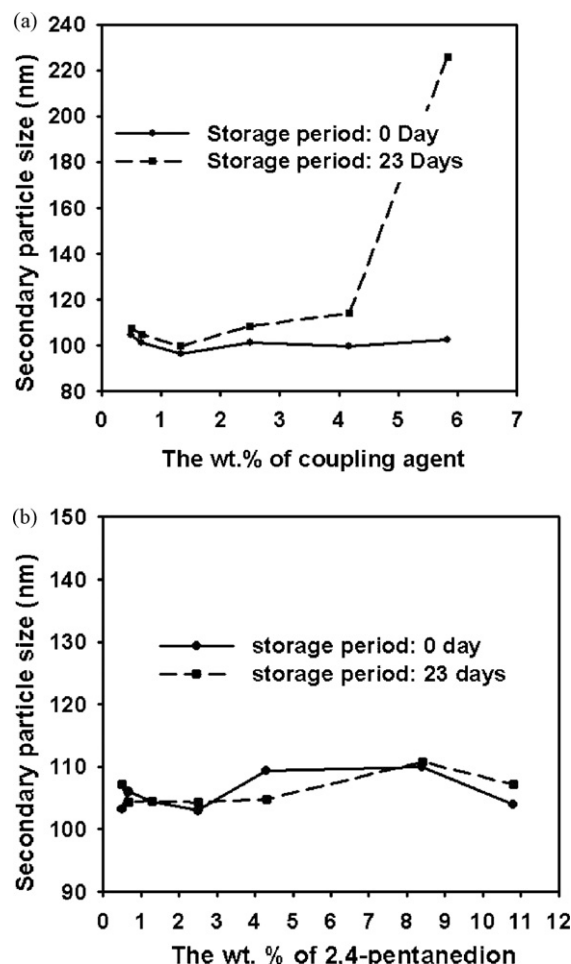 (a)
240
220
200
180
160
140
120
100
80
Secondary particle size (nm)
Storage period: 0 Day
Storage period: 23 Days
0 1 2 3 4 5 6 7
The wt.% of coupling agent
(b)
150
140
130
120
110
100
90
Secondary particle size (nm)
storage period: 0 day
storage period: 23 days
0 1 2 3 4 5 6 7 8 9 10 11 12
The wt. % of 2,4-pentanedion